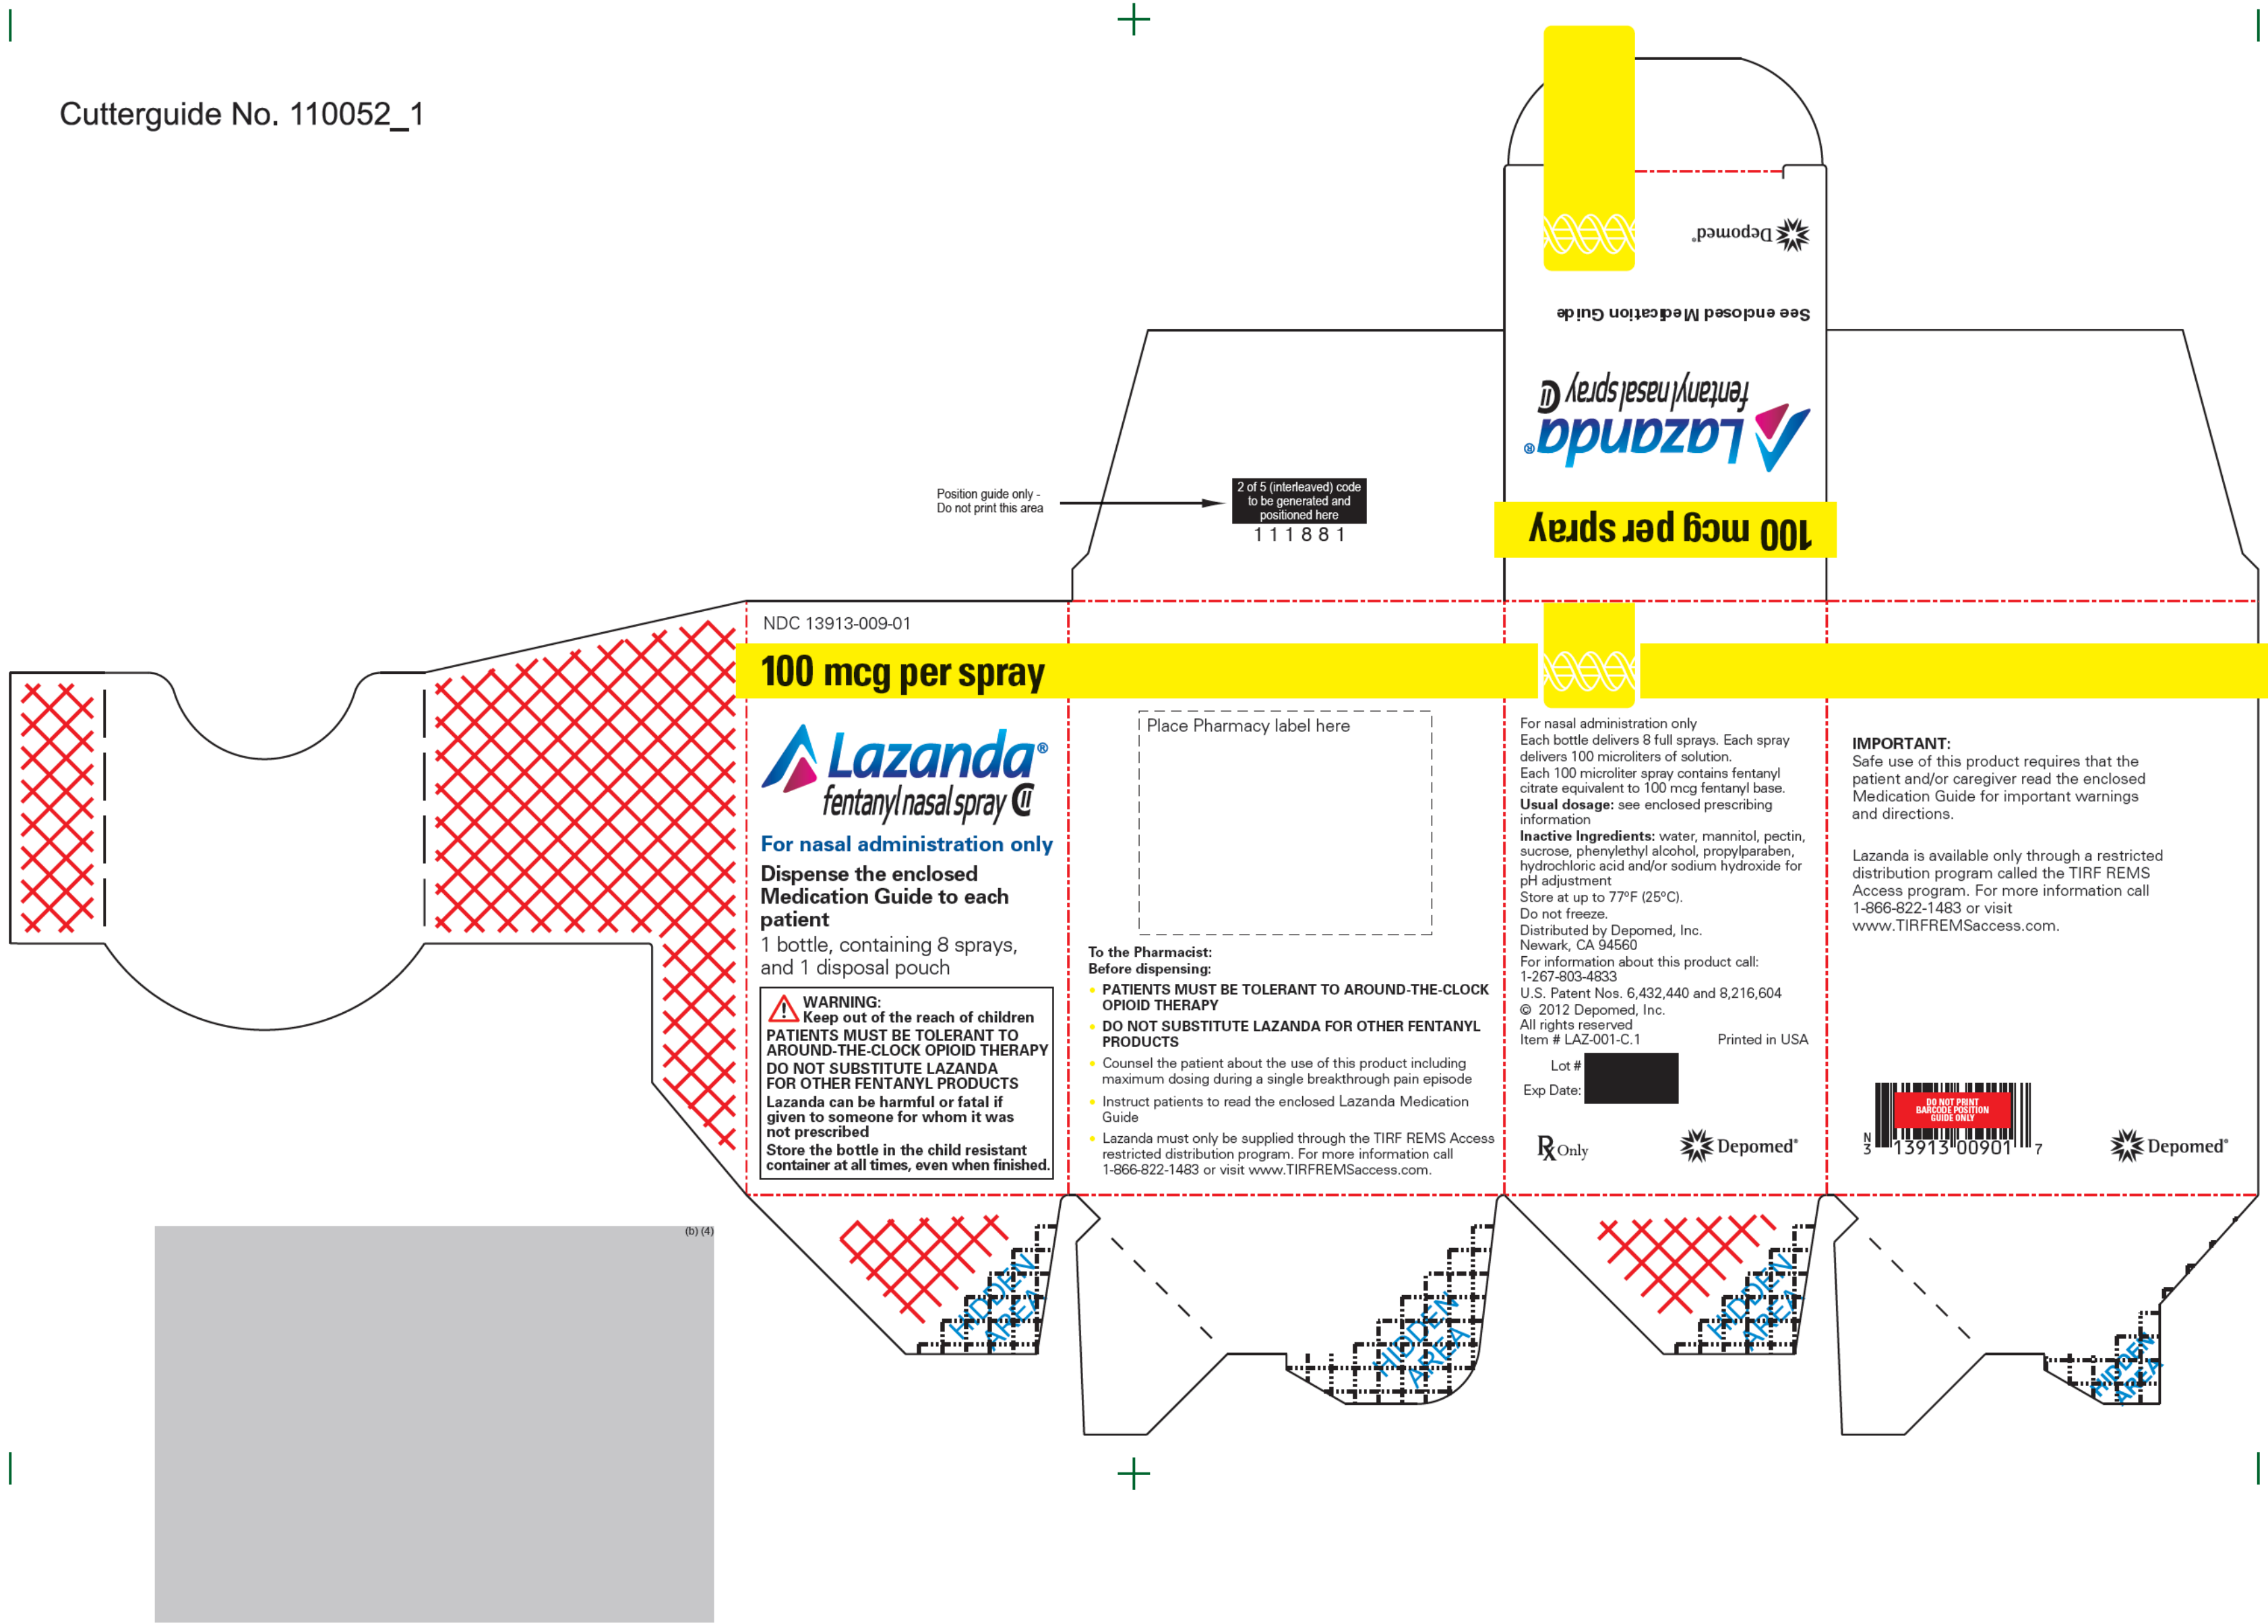 Cutterguide No. 110052_1
Depomed®
See enclosed Medication Guide
fentanyl nasal spray CII
Lazanda®
100 mcg per spray
Position guide only -
Do not print this area
2 of 5 (interleaved) code
to be generated and
positioned here
111881
NDC 13913-009-01
100 mcg per spray
Lazanda®
fentanyl nasal spray CII
For nasal administration only
Dispense the enclosed
Medication Guide to each
patient
1 bottle, containing 8 sprays,
and 1 disposal pouch
WARNING:
Keep out of the reach of children
PATIENTS MUST BE TOLERANT TO
AROUND-THE-CLOCK OPIOID THERAPY
DO NOT SUBSTITUTE LAZANDA
FOR OTHER FENTANYL PRODUCTS
Lazanda can be harmful or fatal if
given to someone for whom it was
not prescribed
Store the bottle in the child resistant
container at all times, even when finished.
Place Pharmacy label here
To the Pharmacist:
Before dispensing:
• PATIENTS MUST BE TOLERANT TO AROUND-THE-CLOCK
OPIOID THERAPY
• DO NOT SUBSTITUTE LAZANDA FOR OTHER FENTANYL
PRODUCTS
• Counsel the patient about the use of this product including
maximum dosing during a single breakthrough pain episode
• Instruct patients to read the enclosed Lazanda Medication
Guide
• Lazanda must only be supplied through the TIRF REMS Access
restricted distribution program. For more information call
1-866-822-1483 or visit www.TIRFREMSaccess.com.
For nasal administration only
Each bottle delivers 8 full sprays. Each spray
delivers 100 microliters of solution.
Each 100 microliter spray contains fentanyl
citrate equivalent to 100 mcg fentanyl base.
Usual dosage: see enclosed prescribing
information
Inactive Ingredients: water, mannitol, pectin,
sucrose, phenylethyl alcohol, propylparaben,
hydrochloric acid and/or sodium hydroxide for
pH adjustment
Store at up to 77ºF (25ºC).
Do not freeze.
Distributed by Depomed, Inc.
Newark, CA 94560
For information about this product call:
1-267-803-4833
U.S. Patent Nos. 6,432,440 and 8,216,604
© 2012 Depomed, Inc.
All rights reserved
Item # LAZ-001-C.1 Printed in USA
Lot #
Exp Date:
Rx Only
Depomed®
IMPORTANT:
Safe use of this product requires that the
patient and/or caregiver read the enclosed
Medication Guide for important warnings
and directions.
Lazanda is available only through a restricted
distribution program called the TIRF REMS
Access program. For more information call
1-866-822-1483 or visit
www.TIRFREMSaccess.com.
DO NOT PRINT
BARCODE POSITION
GUIDE ONLY
N
3 13913 00901 7
Depomed®
(b) (4)
HIDDEN
AREA
HIDDEN
AREA
HIDDEN
AREA
HIDDEN
AREA